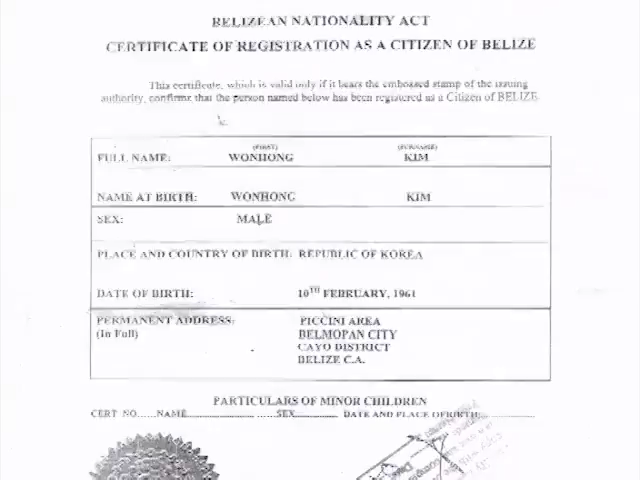 BELIZEAN NATIONALITY ACT
CERTIFICATE OF REGISTRATION AS A CITIZEN OF BELIZE
This certificate, which is valid only if it bears the embossed stamp of the issuing
authority, confirms that the person named below has been registered as a Citizen of BELIZE
(FIRST) (SURNAME)
FULL NAME: WONHONG KIM
NAME AT BIRTH: WONHONG KIM
SEX: MALE
PLACE AND COUNTRY OF BIRTH: REPUBLIC OF KOREA
DATE OF BIRTH: 10TH FEBRUARY, 1961
PERMANENT ADDRESS: PICCINI AREA
(In Full) BELMOPAN CITY
CAYO DISTRICT
BELIZE C.A.
PARTICULARS OF MINOR CHILDREN
CERT NO.....NAME.....................SEX............ DATE AND PLACE OF BIRTH:............